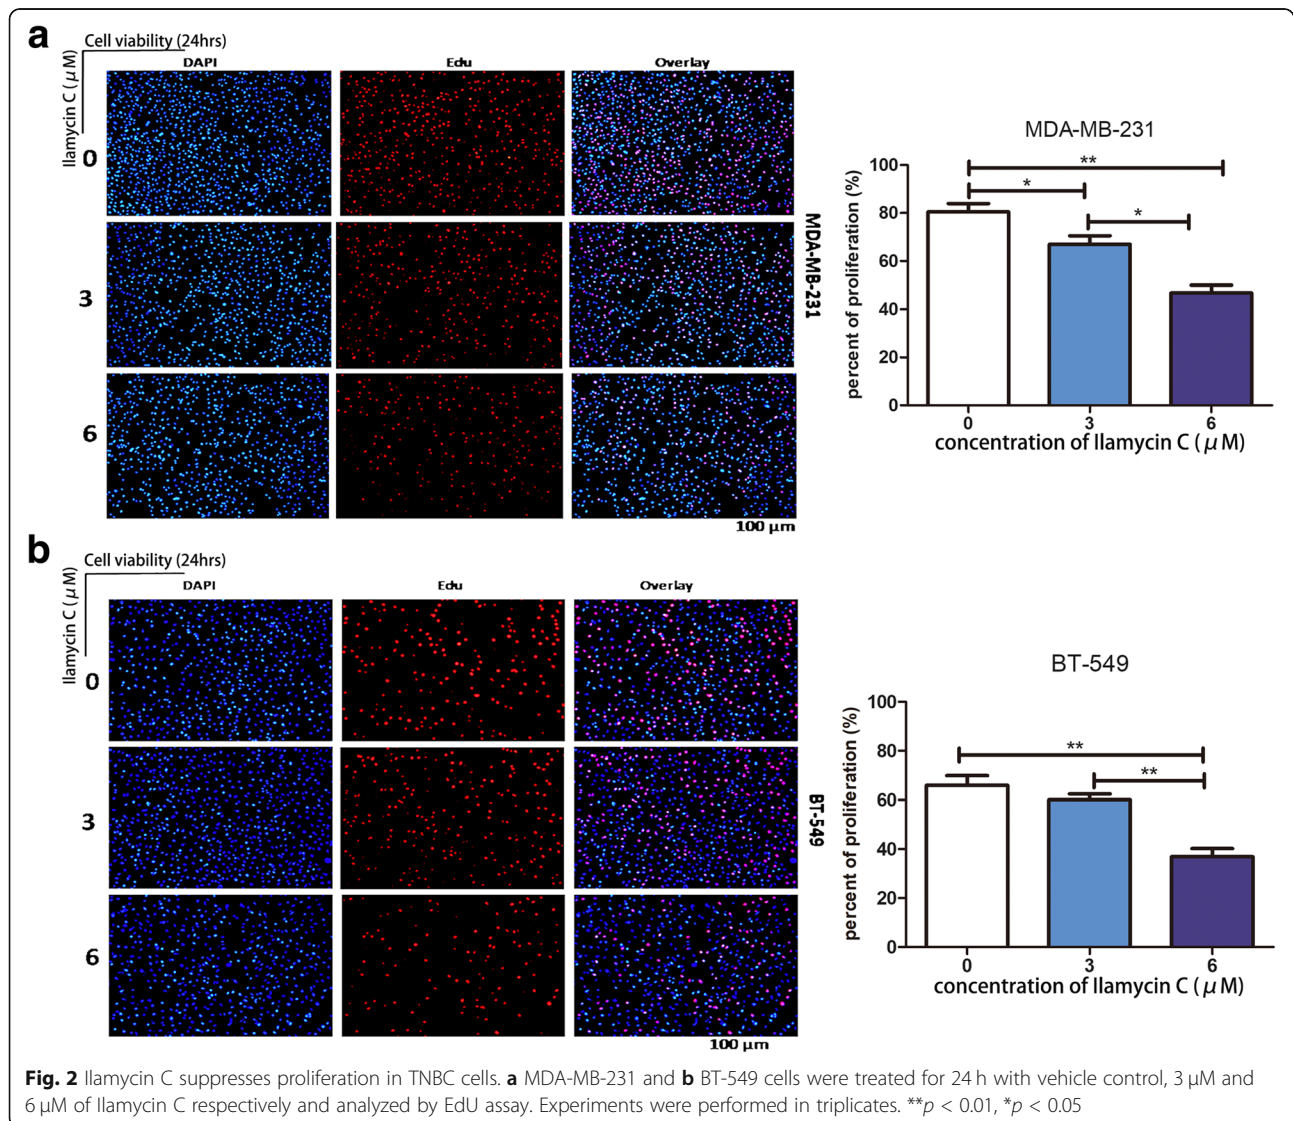 a
Cell viability (24hrs)
Ilamycin C (μM)
DAPI Edu Overlay
0
3
6
MDA-MB-231
100 μm
MDA-MB-231
percent of proliferation (%)
100
80
60
40
20
0
**
*
*
0 3 6
concentration of Ilamycin C (μM)
b
Cell viability (24hrs)
Ilamycin C (μM)
DAPI Edu Overlay
0
3
6
BT-549
100 μm
BT-549
percent of proliferation (%)
100
80
60
40
20
0
**
**
0 3 6
concentration of Ilamycin C (μM)
Fig. 2 Ilamycin C suppresses proliferation in TNBC cells. a MDA-MB-231 and b BT-549 cells were treated for 24 h with vehicle control, 3 μM and
6 μM of Ilamycin C respectively and analyzed by EdU assay. Experiments were performed in triplicates. **p < 0.01, *p < 0.05